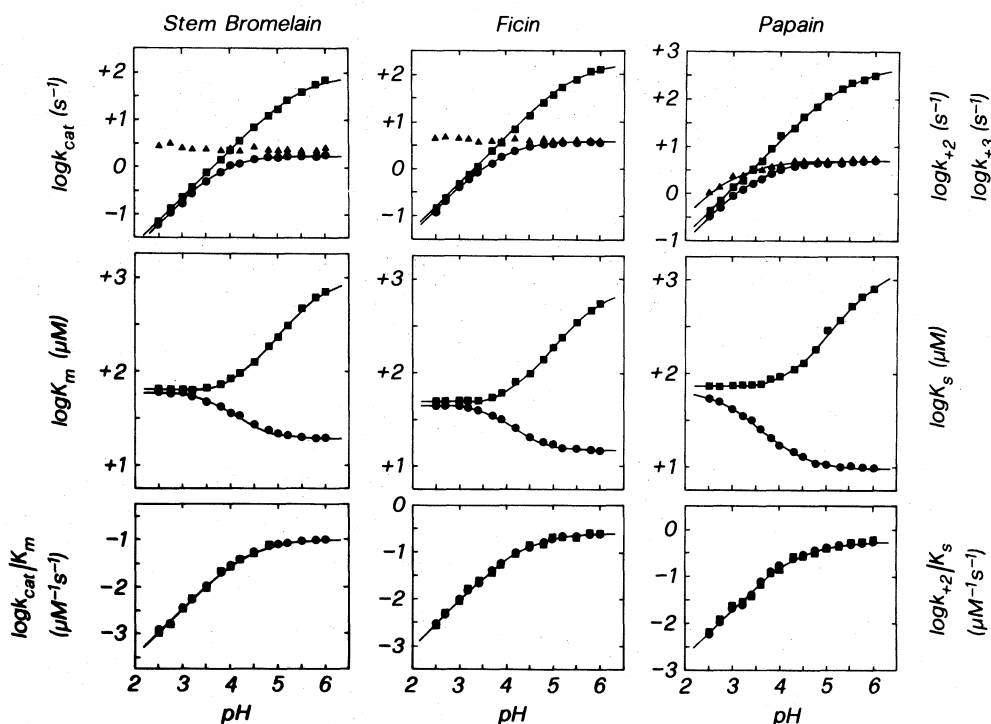 Stem Bromelain Ficin Papain
logk_cat (s⁻¹)
+2
+1
0
−1
+2
+1
0
−1
+3
+2
+1
0
−1
logk₊₂ (s⁻¹)
logk₊₃ (s⁻¹)
logK_m (µM)
+3
+2
+1
+3
+2
+1
+3
+2
+1
logK_s (µM)
logk_cat/K_m
(µM⁻¹s⁻¹)
−1
−2
−3
0
−1
−2
−3
0
−1
−2
−3
logk₊₂/K_s
(µM⁻¹s⁻¹)
2 3 4 5 6
2 3 4 5 6
2 3 4 5 6
pH pH pH